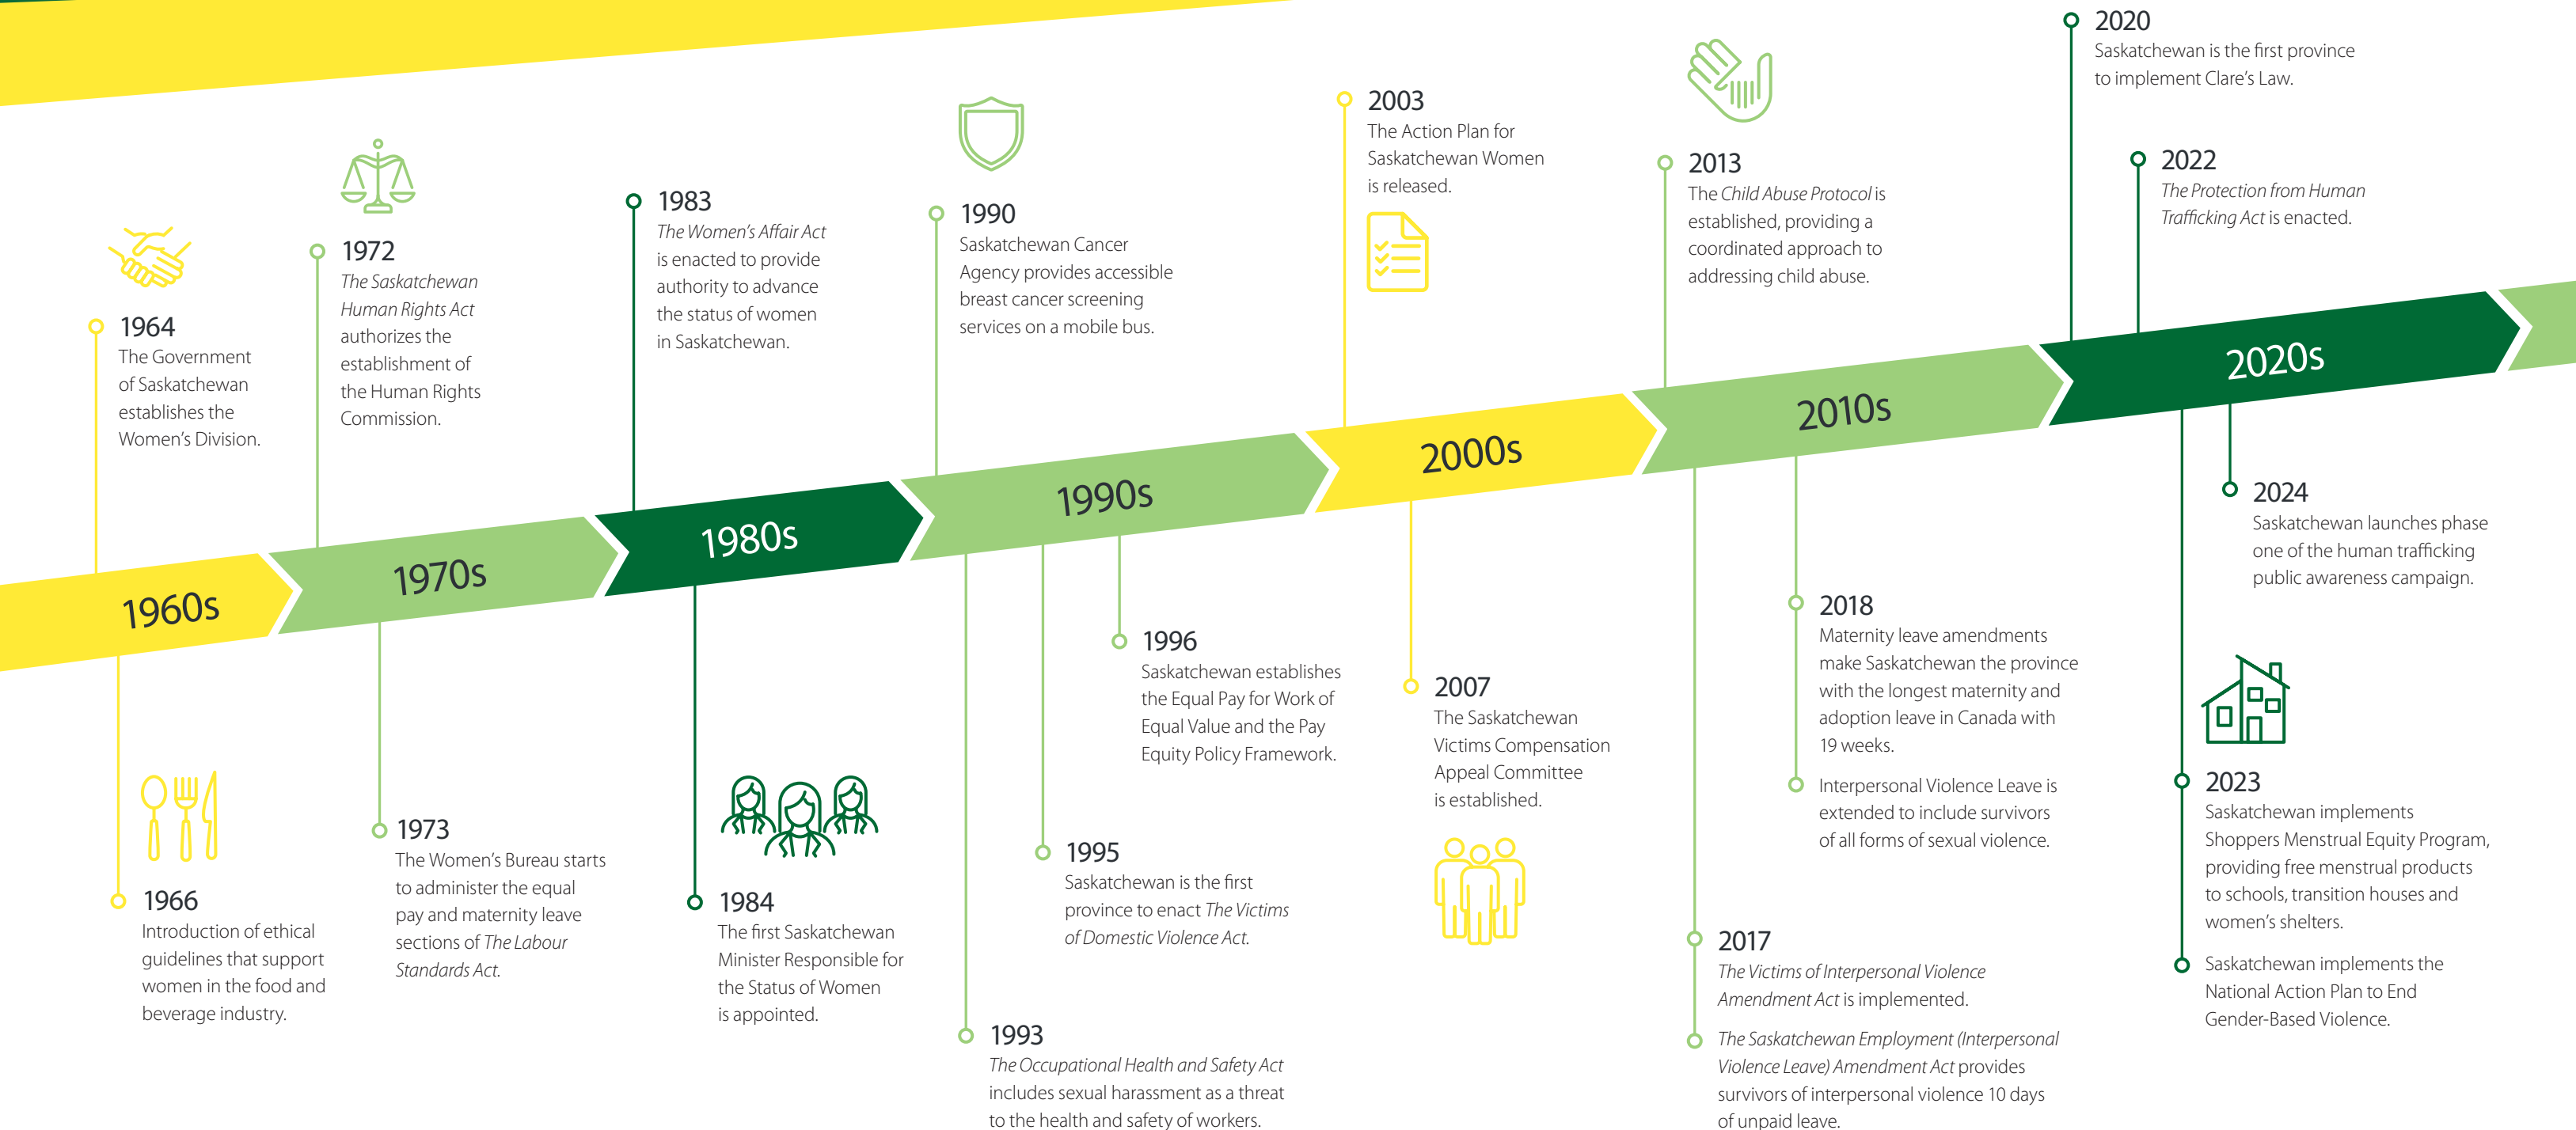 1964
The Government
of Saskatchewan
establishes the
Women's Division.
1966
Introduction of ethical
guidelines that support
women in the food and
beverage industry.
1960s
1972
The Saskatchewan
Human Rights Act
authorizes the
establishment of
the Human Rights
Commission.
1973
The Women's Bureau starts
to administer the equal
pay and maternity leave
sections of The Labour
Standards Act.
1970s
1983
The Women's Affair Act
is enacted to provide
authority to advance
the status of women
in Saskatchewan.
1984
The first Saskatchewan
Minister Responsible for
the Status of Women
is appointed.
1980s
1990
Saskatchewan Cancer
Agency provides accessible
breast cancer screening
services on a mobile bus.
1993
The Occupational Health and Safety Act
includes sexual harassment as a threat
to the health and safety of workers.
1995
Saskatchewan is the first
province to enact The Victims
of Domestic Violence Act.
1996
Saskatchewan establishes
the Equal Pay for Work of
Equal Value and the Pay
Equity Policy Framework.
1990s
2003
The Action Plan for
Saskatchewan Women
is released.
2007
The Saskatchewan
Victims Compensation
Appeal Committee
is established.
2000s
2013
The Child Abuse Protocol is
established, providing a
coordinated approach to
addressing child abuse.
2017
The Victims of Interpersonal Violence
Amendment Act is implemented.
The Saskatchewan Employment (Interpersonal
Violence Leave) Amendment Act provides
survivors of interpersonal violence 10 days
of unpaid leave.
2018
Maternity leave amendments
make Saskatchewan the province
with the longest maternity and
adoption leave in Canada with
19 weeks.
Interpersonal Violence Leave is
extended to include survivors
of all forms of sexual violence.
2010s
2020
Saskatchewan is the first province
to implement Clare's Law.
2022
The Protection from Human
Trafficking Act is enacted.
2023
Saskatchewan implements
Shoppers Menstrual Equity Program,
providing free menstrual products
to schools, transition houses and
women's shelters.
Saskatchewan implements the
National Action Plan to End
Gender-Based Violence.
2024
Saskatchewan launches phase
one of the human trafficking
public awareness campaign.
2020s